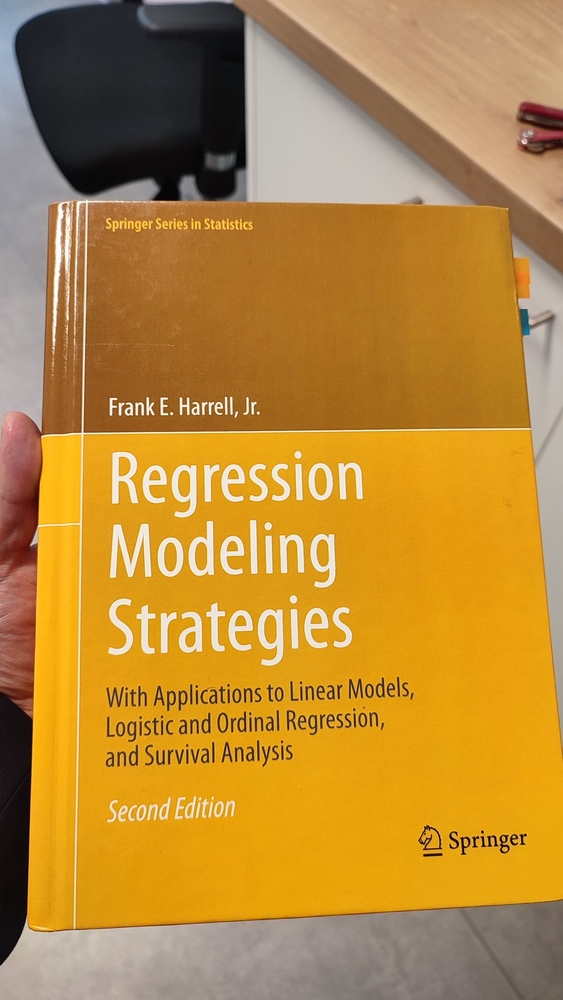 Springer Series in Statistics
Frank E. Harrell, Jr.
Regression
Modeling
Strategies
With Applications to Linear Models,
Logistic and Ordinal Regression,
and Survival Analysis
Second Edition
Springer